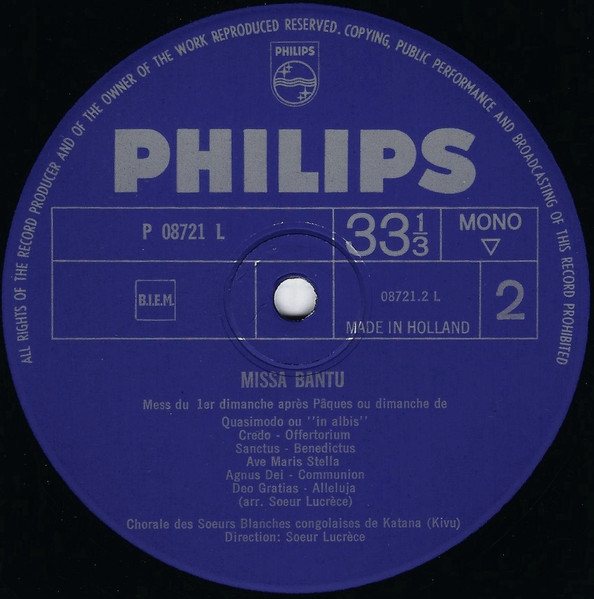 ALL RIGHTS OF THE RECORD PRODUCER AND OF THE OWNER OF THE WORK REPRODUCED RESERVED. COPYING, PUBLIC PERFORMANCE AND BROADCASTING OF THIS RECORD PROHIBITED
PHILIPS
PHILIPS
P 08721 L
33 1/3
MONO
▽
B.I.E.M.
08721.2 L
MADE IN HOLLAND
2
MISSA BANTU
Mess du 1er dimanche après Pâques ou dimanche de
Quasimodo ou "in albis"
Credo - Offertorium
Sanctus - Benedictus
Ave Maris Stella
Agnus Dei - Communion
Deo Gratias - Alleluja
(arr. Soeur Lucrèce)
Chorale des Soeurs Blanches congolaises de Katana (Kivu)
Direction: Soeur Lucrèce